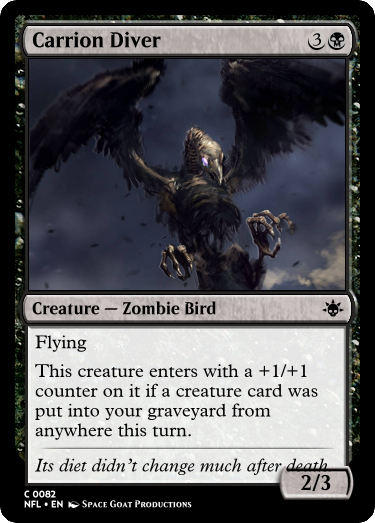 Carrion Diver 3
Creature — Zombie Bird
Flying
This creature enters with a +1/+1
counter on it if a creature card was
put into your graveyard from
anywhere this turn.
Its diet didn't change much after death.
2/3
C 0082
NFL • EN Space Goat Productions